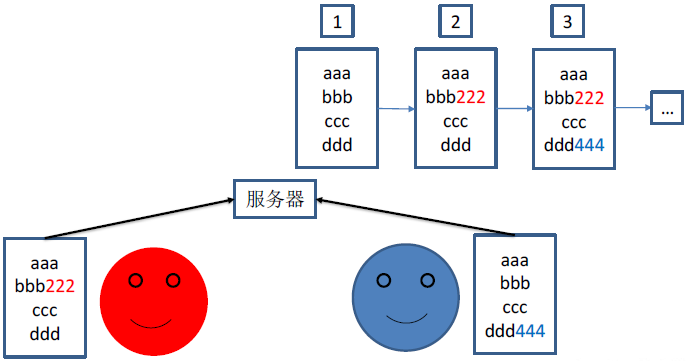 1
2
3
aaa
bbb
ccc
ddd
aaa
bbb222
ccc
ddd
aaa
bbb222
ccc
ddd444
...
服务器
aaa
bbb222
ccc
ddd
aaa
bbb
ccc
ddd444